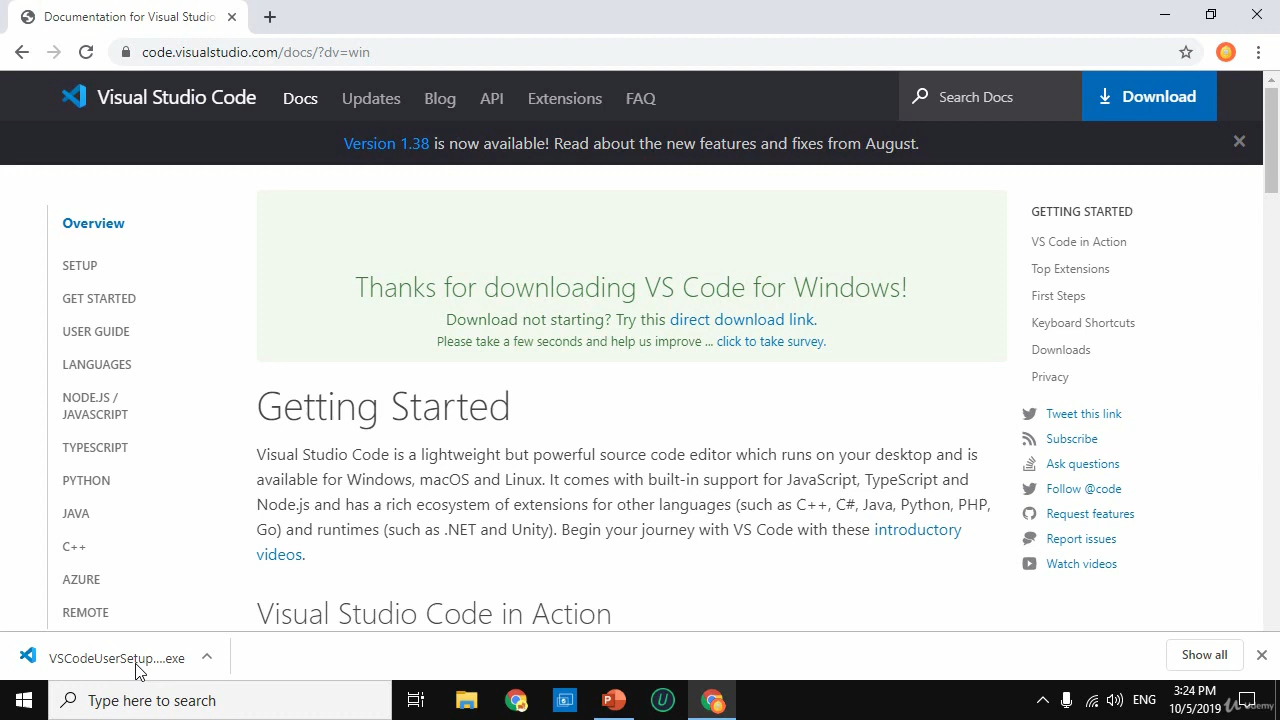 Documentation for Visual Studio
code.visualstudio.com/docs/?dv=win
Visual Studio Code
Docs
Updates
Blog
API
Extensions
FAQ
Search Docs
Download
Version 1.38 is now available! Read about the new features and fixes from August.
Overview
SETUP
GET STARTED
USER GUIDE
LANGUAGES
NODE.JS /
JAVASCRIPT
TYPESCRIPT
PYTHON
JAVA
C++
AZURE
REMOTE
Thanks for downloading VS Code for Windows!
Download not starting? Try this direct download link.
Please take a few seconds and help us improve ... click to take survey.
Getting Started
Visual Studio Code is a lightweight but powerful source code editor which runs on your desktop and is
available for Windows, macOS and Linux. It comes with built-in support for JavaScript, TypeScript and
Node.js and has a rich ecosystem of extensions for other languages (such as C++, C#, Java, Python, PHP,
Go) and runtimes (such as .NET and Unity). Begin your journey with VS Code with these introductory
videos.
Visual Studio Code in Action
GETTING STARTED
VS Code in Action
Top Extensions
First Steps
Keyboard Shortcuts
Downloads
Privacy
Tweet this link
Subscribe
Ask questions
Follow @code
Request features
Report issues
Watch videos
VSCodeUserSetup....exe
Show all
Type here to search
ENG
3:24 PM
10/5/2019
Udemy